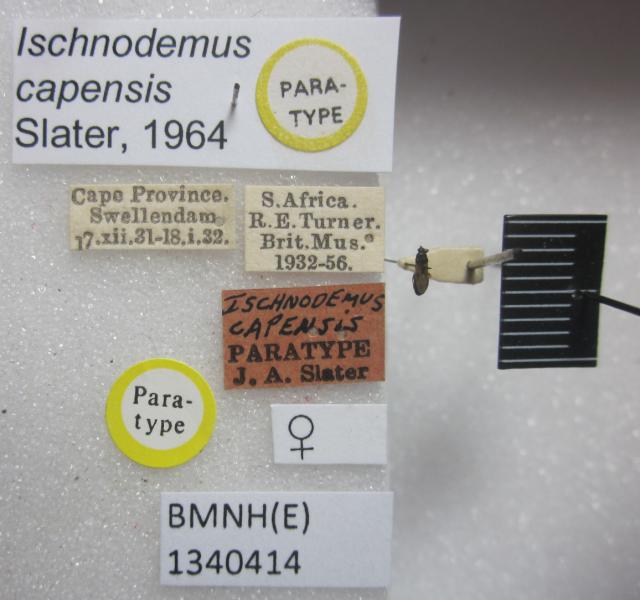 Ischnodemus
capensis
Slater, 1964
PARA-
TYPE
Cape Province.
Swellendam
17.xii.31-18.i.32.
S.Africa.
R.E.Turner.
Brit.Mus.
1932-56.
ISCHNODEMUS
CAPENSIS
PARATYPE
J. A. Slater
Para-
type
♀
BMNH(E)
1340414